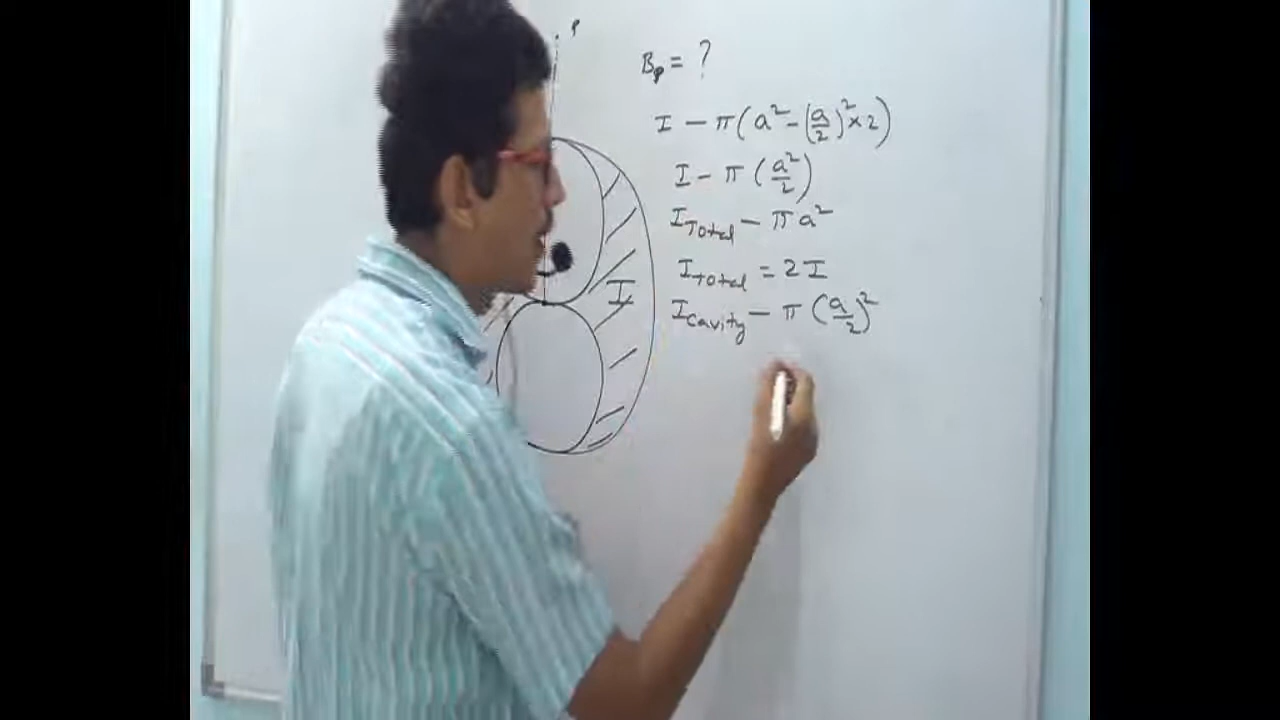 P
B_P = ?
I - π(a² - (a/2)² × 2)
I - π(a²/2)
I_Total - πa²
I_Total = 2I
I_Cavity - π(a/2)²
I